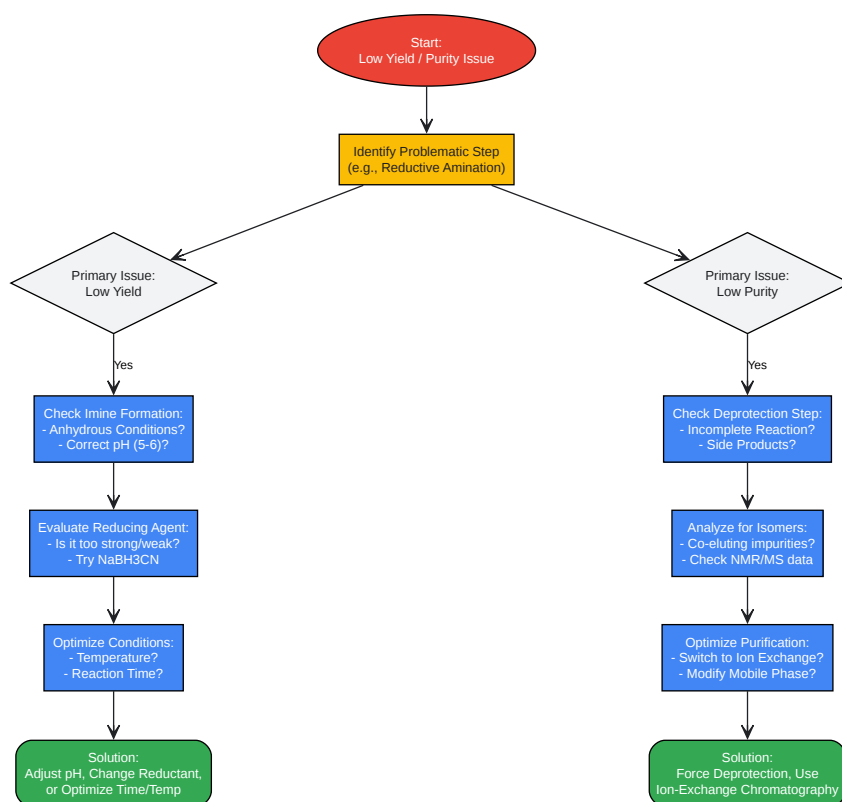 Start:
Low Yield / Purity Issue
Identify Problematic Step
(e.g., Reductive Amination)
Primary Issue:
Low Yield
Primary Issue:
Low Purity
Yes
Yes
Check Imine Formation:
- Anhydrous Conditions?
- Correct pH (5-6)?
Check Deprotection Step:
- Incomplete Reaction?
- Side Products?
Evaluate Reducing Agent:
- Is it too strong/weak?
- Try NaBH3CN
Analyze for Isomers:
- Co-eluting impurities?
- Check NMR/MS data
Optimize Conditions:
- Temperature?
- Reaction Time?
Optimize Purification:
- Switch to Ion Exchange?
- Modify Mobile Phase?
Solution:
Adjust pH, Change Reductant,
or Optimize Time/Temp
Solution:
Force Deprotection, Use
Ion-Exchange Chromatography